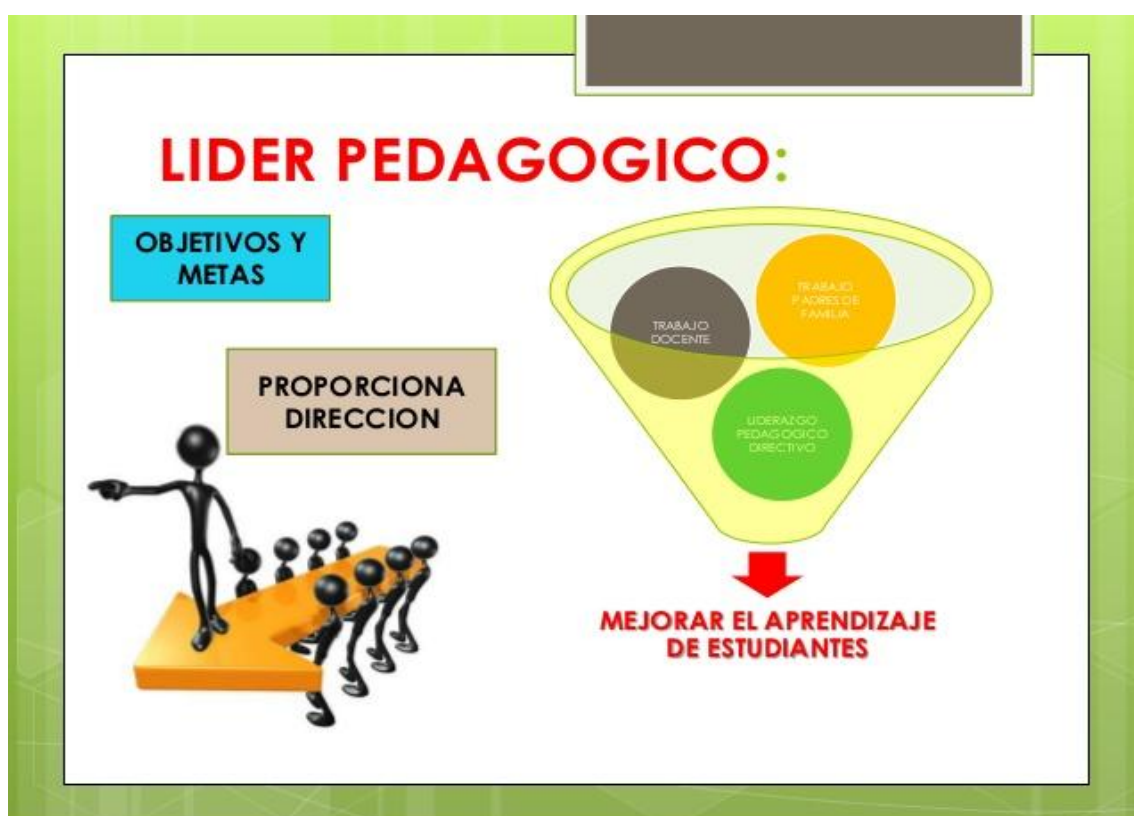 LIDER PEDAGOGICO:
OBJETIVOS Y
METAS
PROPORCIONA
DIRECCION
TRABAJO
PADRES DE
FAMILIA
TRABAJO
DOCENTE
LIDERAZGO
PEDAGOGICO
DIRECTIVO
MEJORAR EL APRENDIZAJE
DE ESTUDIANTES